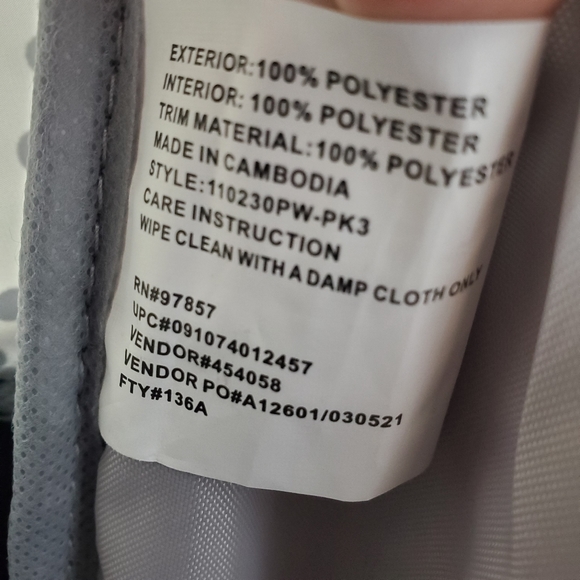 EXTERIOR:100% POLYESTER
INTERIOR: 100% POLYESTER
TRIM MATERIAL:100% POLYESTER
MADE IN CAMBODIA
STYLE:110230PW-PK3
CARE INSTRUCTION
WIPE CLEAN WITH A DAMP CLOTH ONLY
RN#97857
UPC#091074012457
VENDOR#454058
VENDOR PO#A12601/030521
FTY#136A